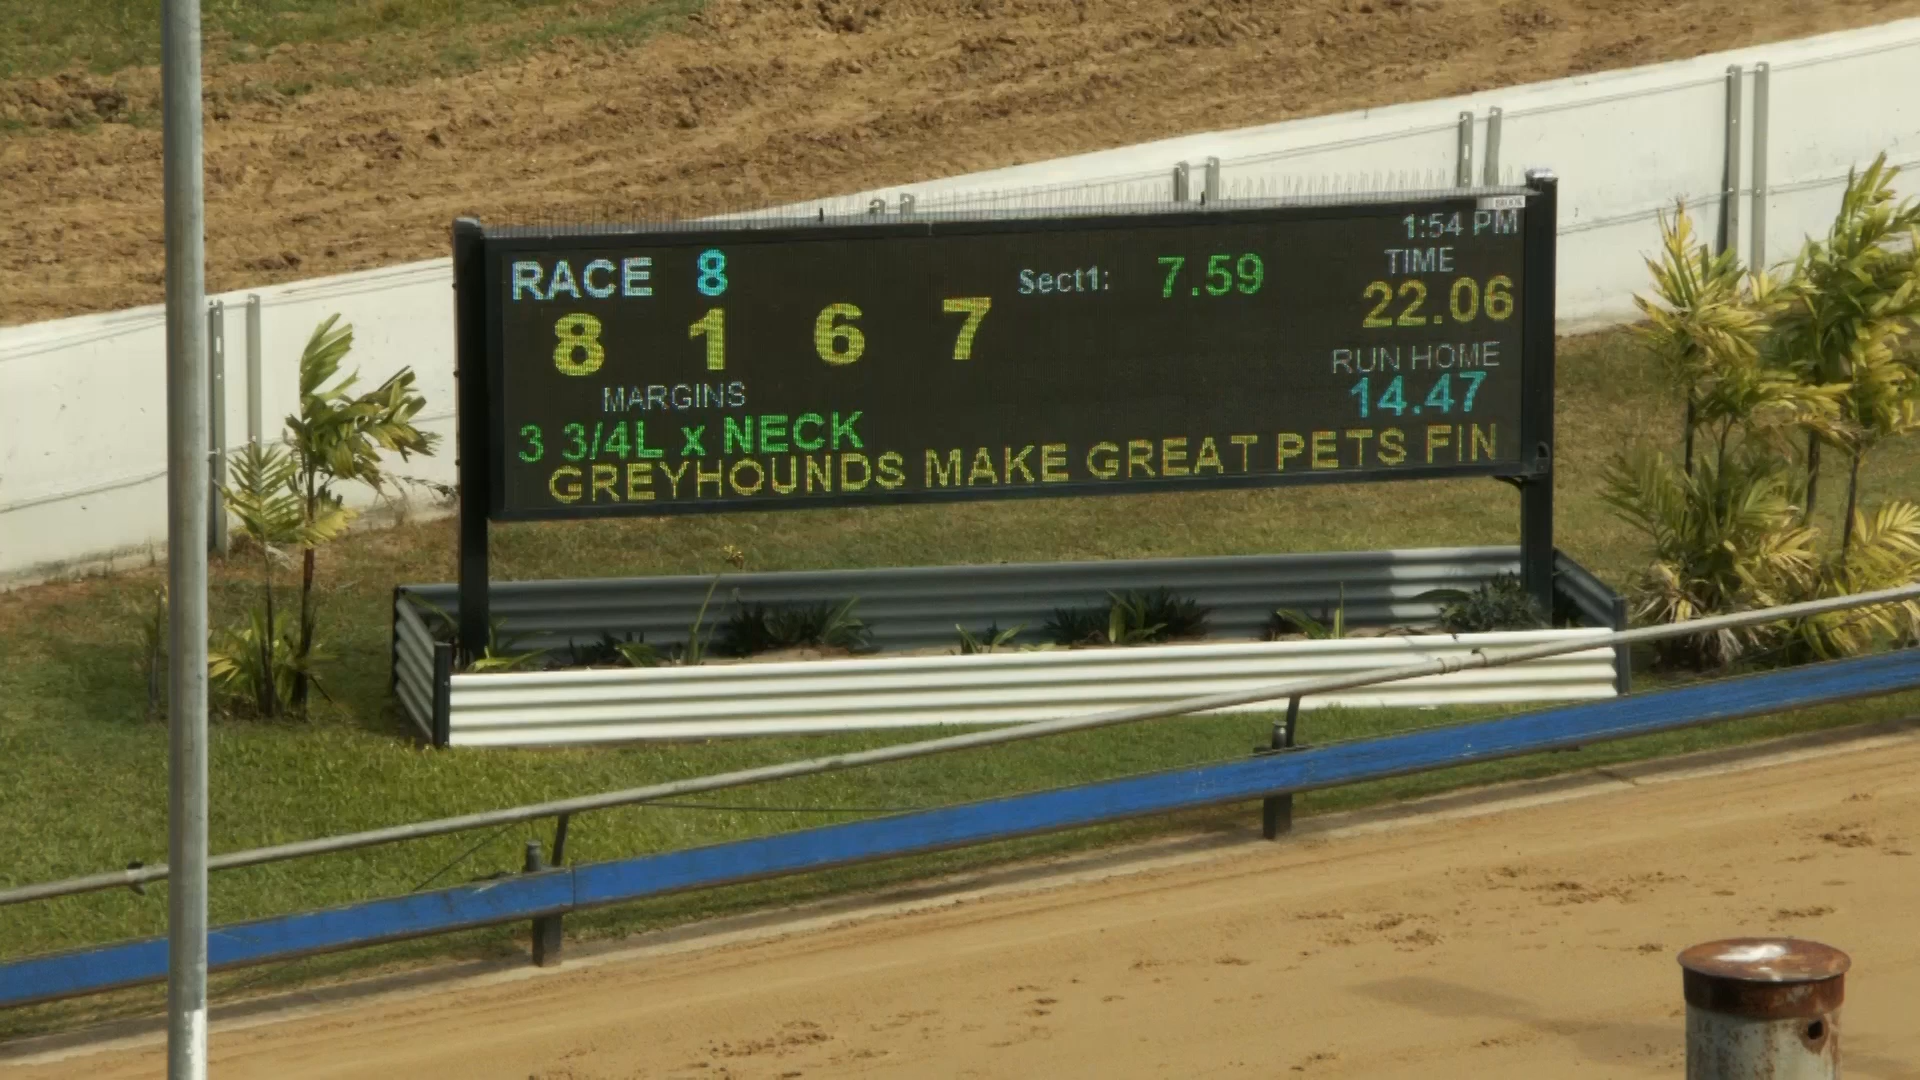 1:54 PM
RACE 8 Sect1: 7.59 TIME
8 1 6 7 22.06
MARGINS RUN HOME
3 3/4L x NECK 14.47
GREYHOUNDS MAKE GREAT PETS FIN